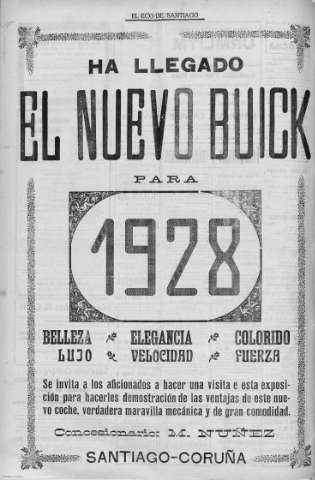 EL ECO DE SANTIAGO
HA LLEGADO
EL NUEVO BUICK
PARA
1928
BELLEZA ELEGANCIA COLORIDO
LUJO VELOCIDAD FUERZA
Se invita a los aficionados a hacer una visita e esta exposi-
ción para hacerles demostración de las ventajas de este nue-
vo coche, verdadera maravilla mecánica y de gran comodidad.
Concesionario: M. NUÑEZ
SANTIAGO-CORUÑA